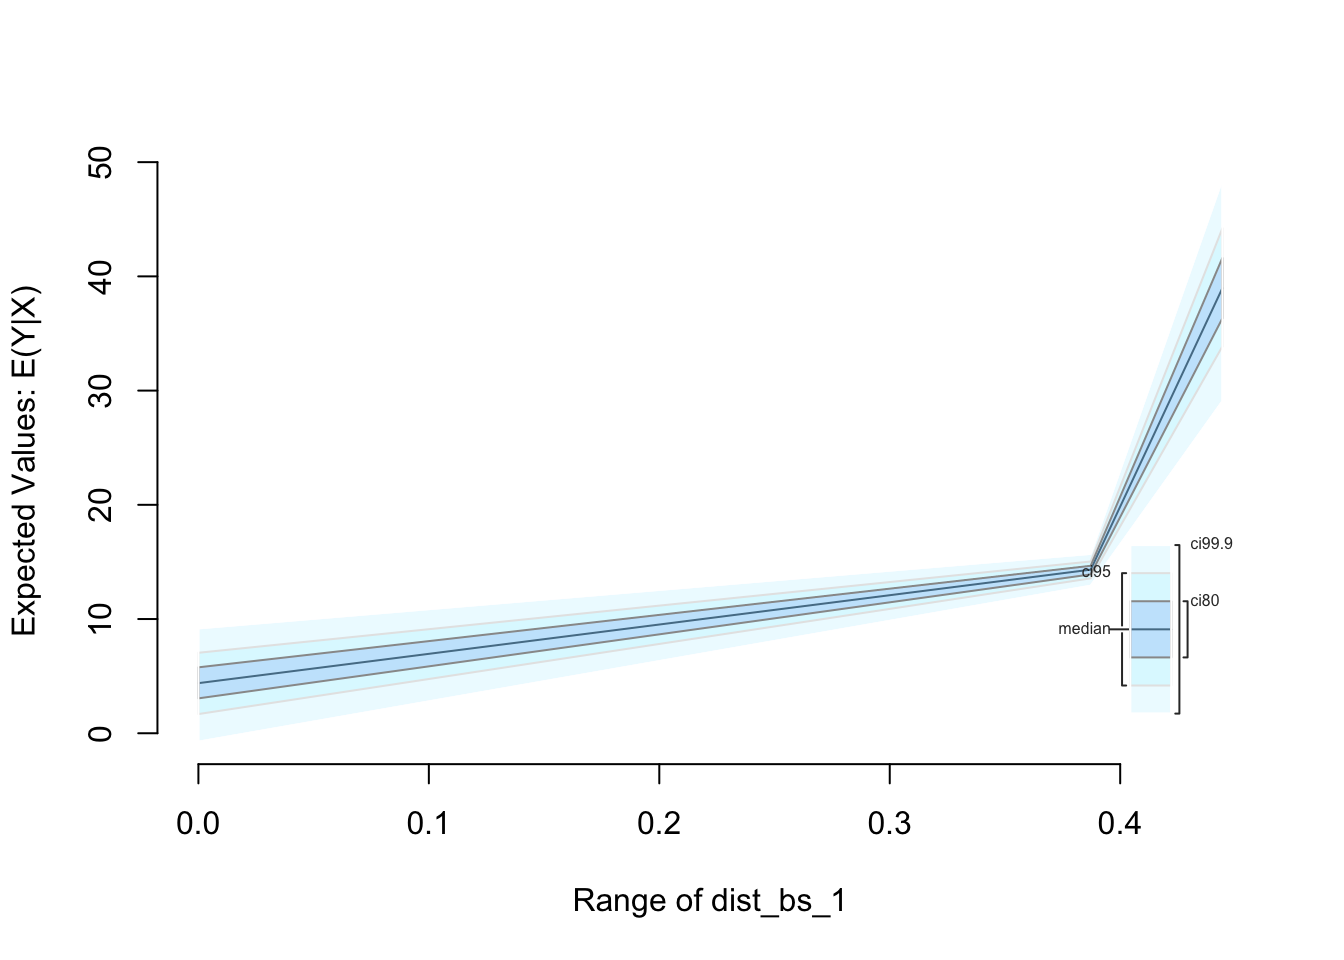 50
40
30
20
10
0
Expected Values: E(Y|X)
ci99.9
ci95
ci80
median
0.0 0.1 0.2 0.3 0.4
Range of dist_bs_1